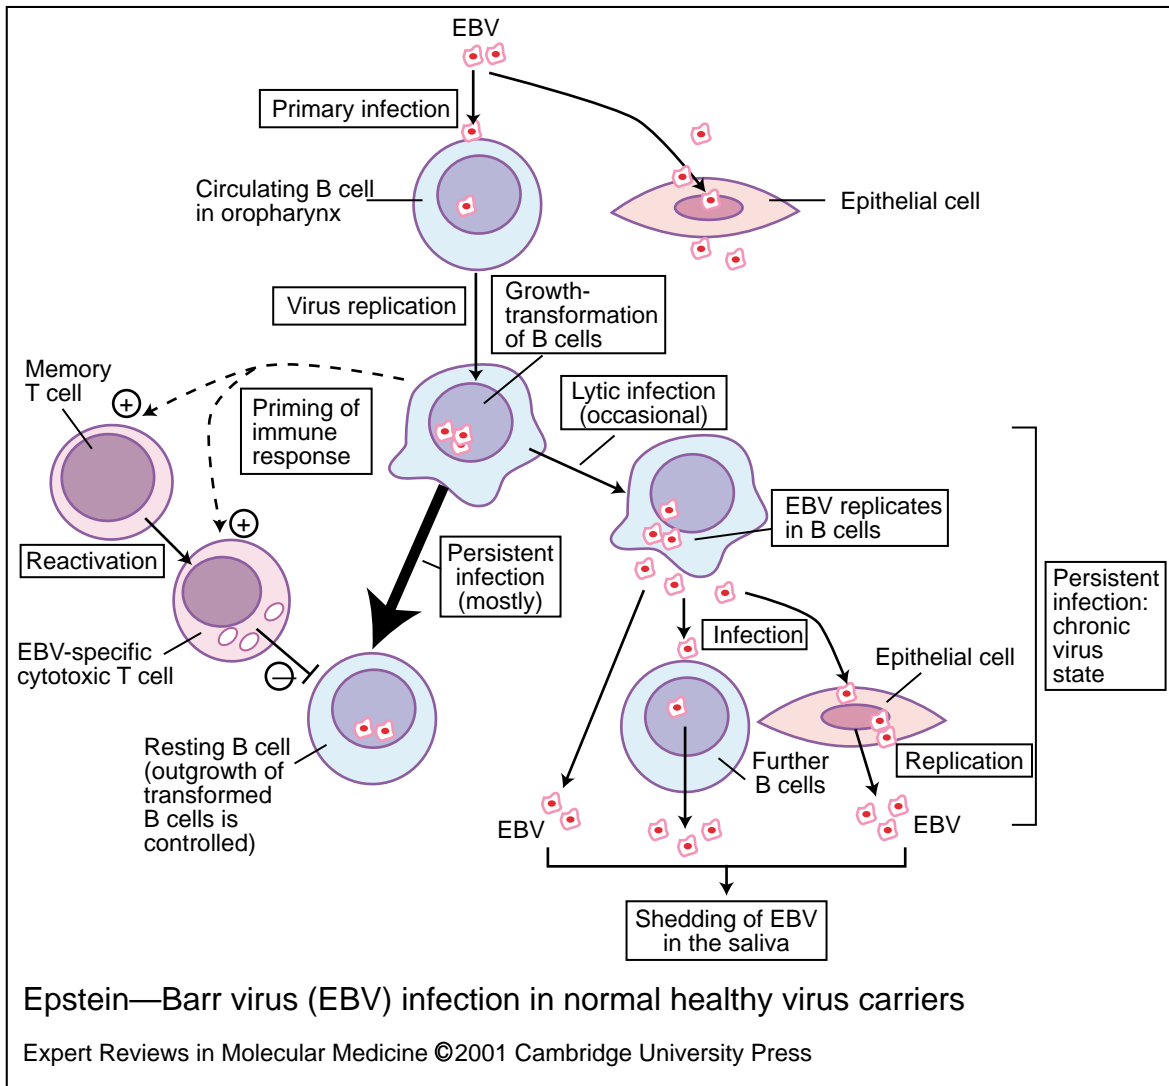 EBV
Primary infection
Circulating B cell
in oropharynx
Epithelial cell
Virus replication
Growth-
transformation
of B cells
Memory
T cell
+
Priming of
immune
response
Lytic infection
(occasional)
+
EBV replicates
in B cells
Reactivation
Persistent
infection
(mostly)
Persistent
infection:
chronic
virus
state
EBV-specific
cytotoxic T cell
—
Infection
Epithelial cell
Resting B cell
(outgrowth of
transformed
B cells is
controlled)
Further
B cells
Replication
EBV
EBV
Shedding of EBV
in the saliva
Epstein—Barr virus (EBV) infection in normal healthy virus carriers
Expert Reviews in Molecular Medicine ©2001 Cambridge University Press